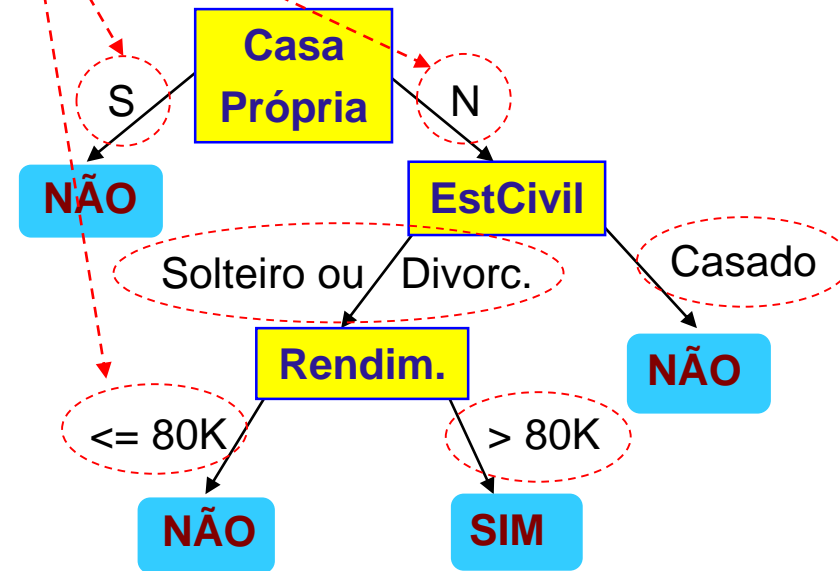 Casa
Própria
S
N
NÃO
EstCivil
Solteiro ou Divorc.
Casado
Rendim.
NÃO
<= 80K
> 80K
NÃO
SIM